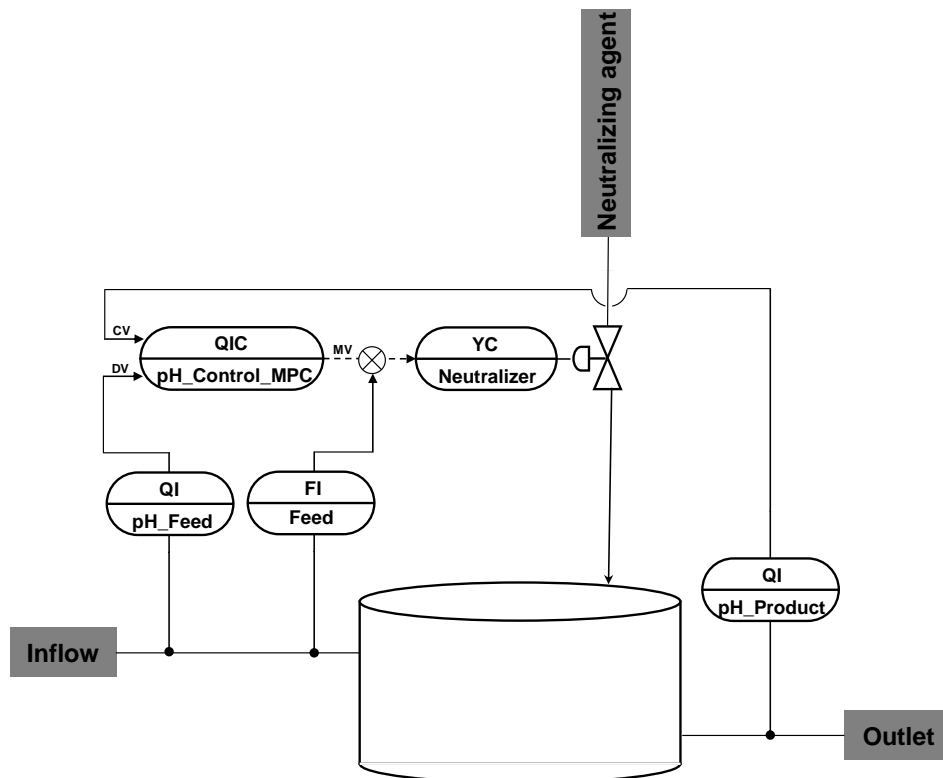 Neutralizing agent
CV
QIC
pH_Control_MPC
MV
YC
Neutralizer
DV
QI
pH_Feed
FI
Feed
QI
pH_Product
Inflow
Outlet